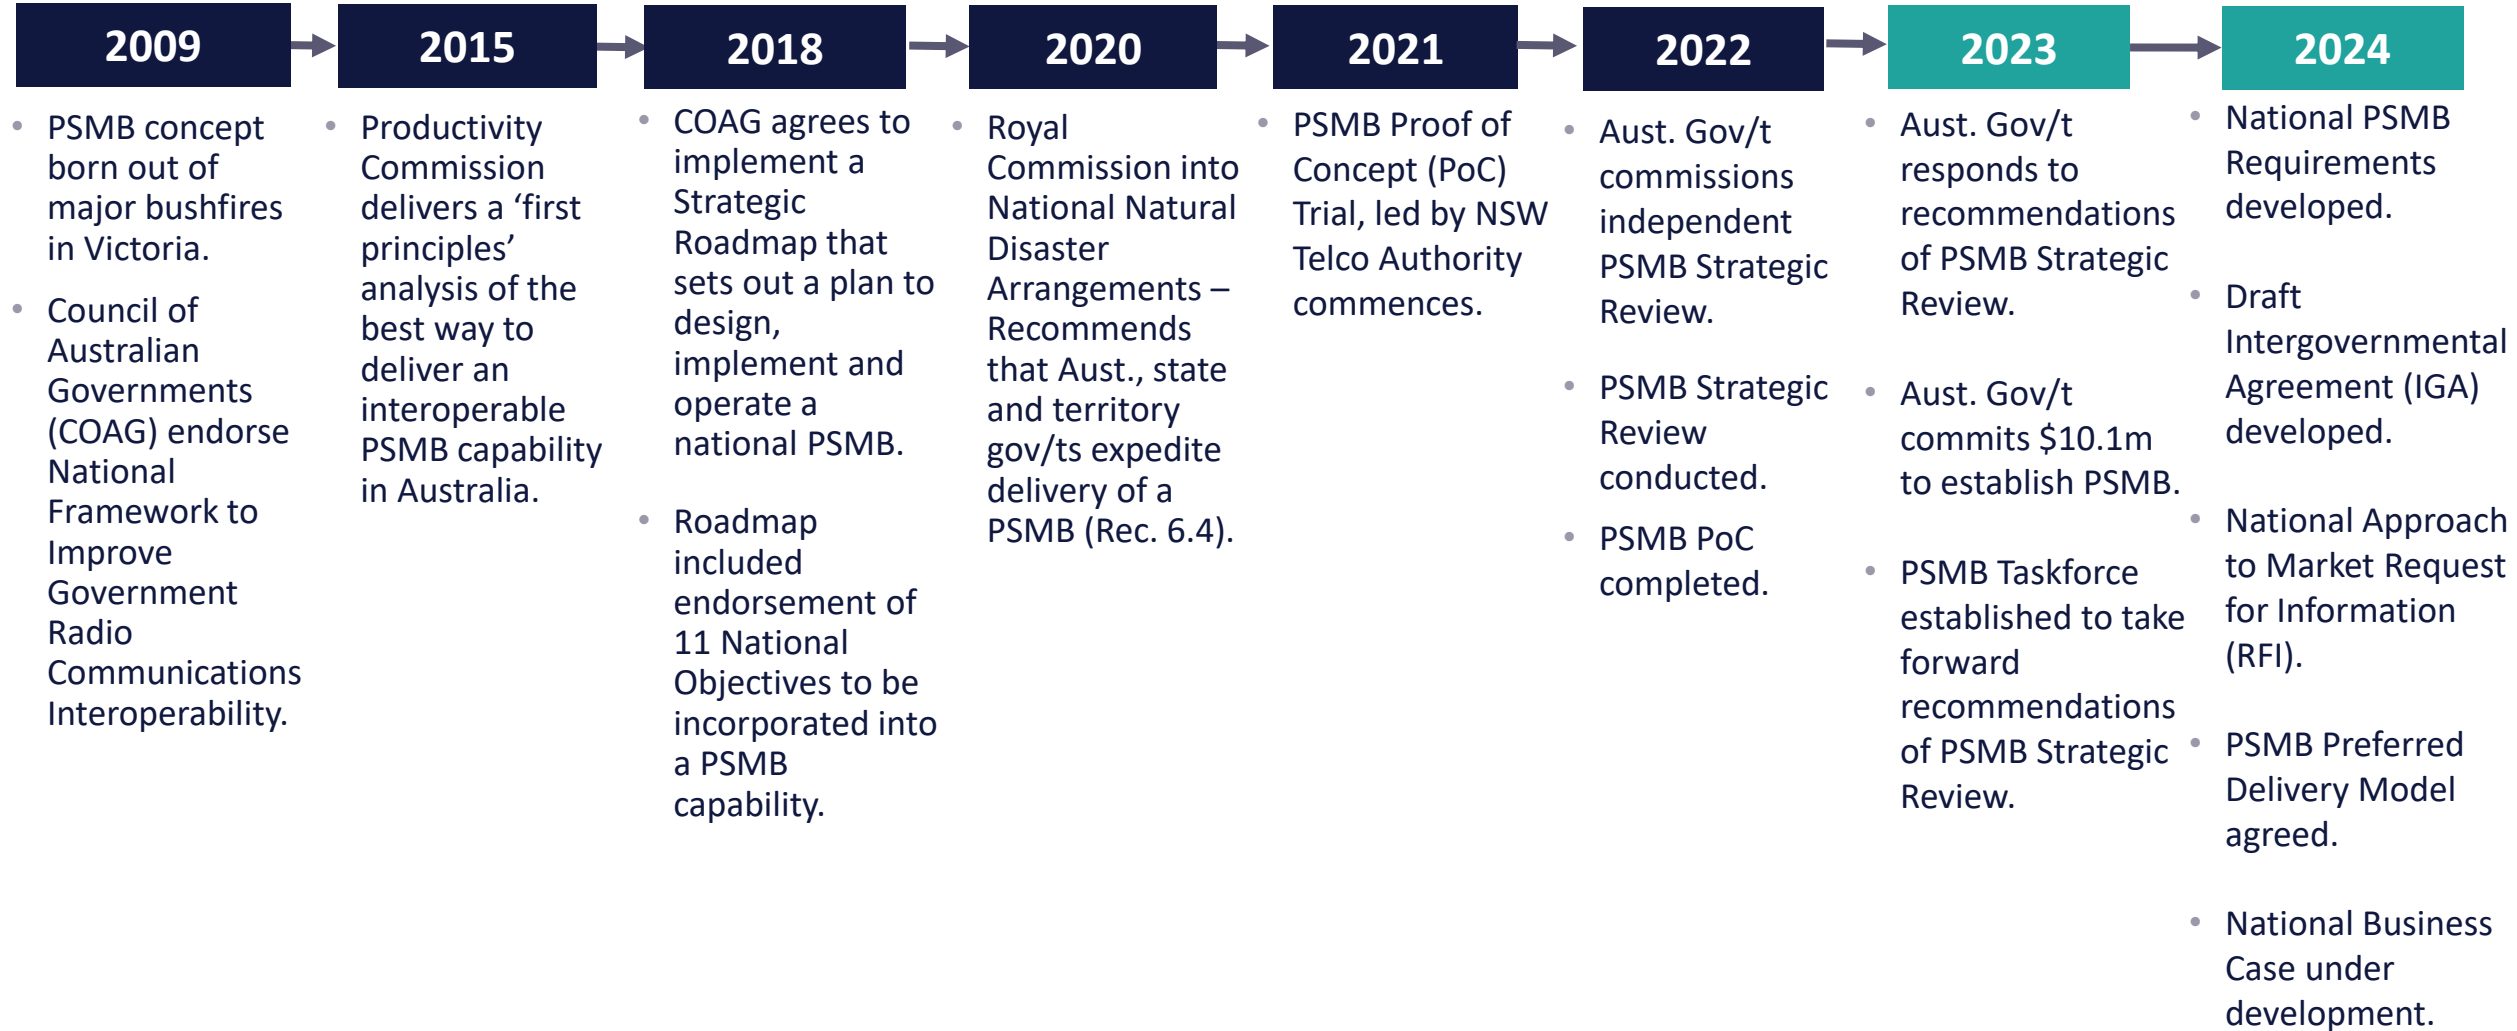 2009
PSMB concept
born out of
major bushfires
in Victoria.
Council of
Australian
Governments
(COAG) endorse
National
Framework to
Improve
Government
Radio
Communications
Interoperability.
2015
Productivity
Commission
delivers a ‘first
principles’
analysis of the
best way to
deliver an
interoperable
PSMB capability
in Australia.
2018
COAG agrees to
implement a
Strategic
Roadmap that
sets out a plan to
design,
implement and
operate a
national PSMB.
Roadmap
included
endorsement of
11 National
Objectives to be
incorporated into
a PSMB
capability.
2020
Royal
Commission into
National Natural
Disaster
Arrangements –
Recommends
that Aust., state
and territory
gov/ts expedite
delivery of a
PSMB (Rec. 6.4).
2021
PSMB Proof of
Concept (PoC)
Trial, led by NSW
Telco Authority
commences.
2022
Aust. Gov/t
commissions
independent
PSMB Strategic
Review.
PSMB Strategic
Review
conducted.
PSMB PoC
completed.
2023
Aust. Gov/t
responds to
recommendations
of PSMB Strategic
Review.
Aust. Gov/t
commits $10.1m
to establish PSMB.
PSMB Taskforce
established to take
forward
recommendations
of PSMB Strategic
Review.
2024
National PSMB
Requirements
developed.
Draft
Intergovernmental
Agreement (IGA)
developed.
National Approach
to Market Request
for Information
(RFI).
PSMB Preferred
Delivery Model
agreed.
National Business
Case under
development.